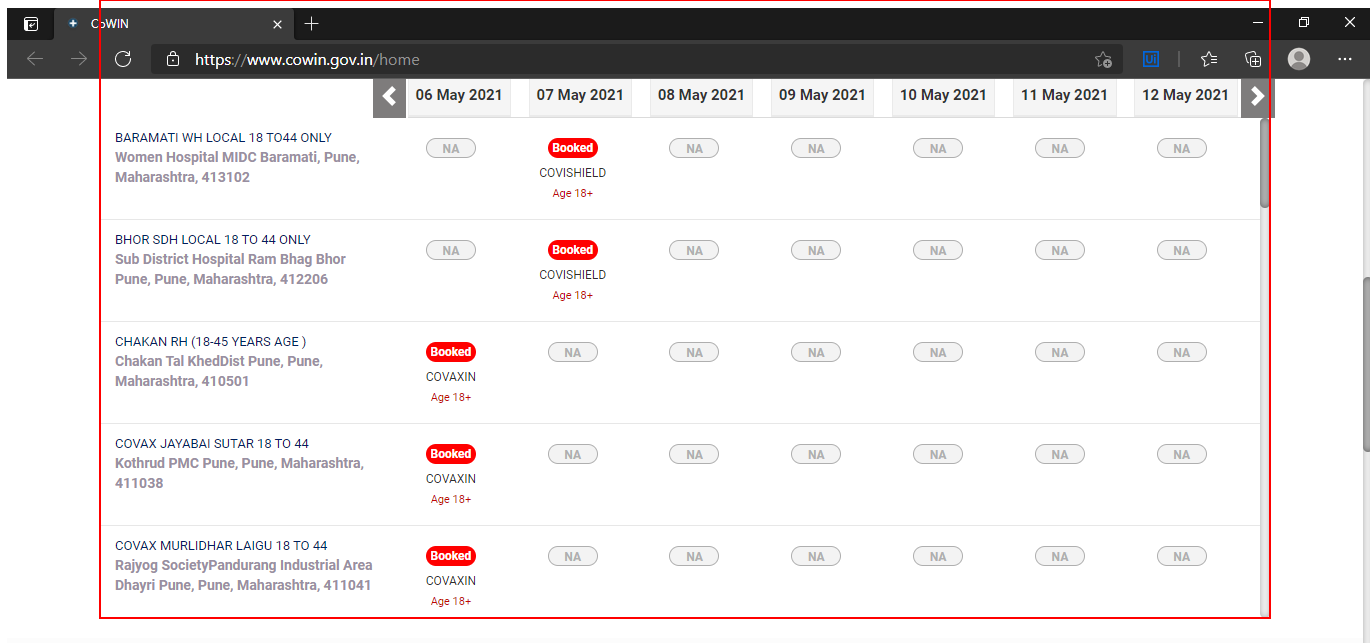 CoWIN
https://www.cowin.gov.in/home
Ui
06 May 2021 07 May 2021 08 May 2021 09 May 2021 10 May 2021 11 May 2021 12 May 2021
BARAMATI WH LOCAL 18 TO44 ONLY
Women Hospital MIDC Baramati, Pune,
Maharashtra, 413102
NA Booked NA NA NA NA NA
COVISHIELD
Age 18+
BHOR SDH LOCAL 18 TO 44 ONLY
Sub District Hospital Ram Bhag Bhor
Pune, Pune, Maharashtra, 412206
NA Booked NA NA NA NA NA
COVISHIELD
Age 18+
CHAKAN RH (18-45 YEARS AGE )
Chakan Tal KhedDist Pune, Pune,
Maharashtra, 410501
Booked NA NA NA NA NA NA
COVAXIN
Age 18+
COVAX JAYABAI SUTAR 18 TO 44
Kothrud PMC Pune, Pune, Maharashtra,
411038
Booked NA NA NA NA NA NA
COVAXIN
Age 18+
COVAX MURLIDHAR LAIGU 18 TO 44
Rajyog SocietyPandurang Industrial Area
Dhayri Pune, Pune, Maharashtra, 411041
Booked NA NA NA NA NA NA
COVAXIN
Age 18+